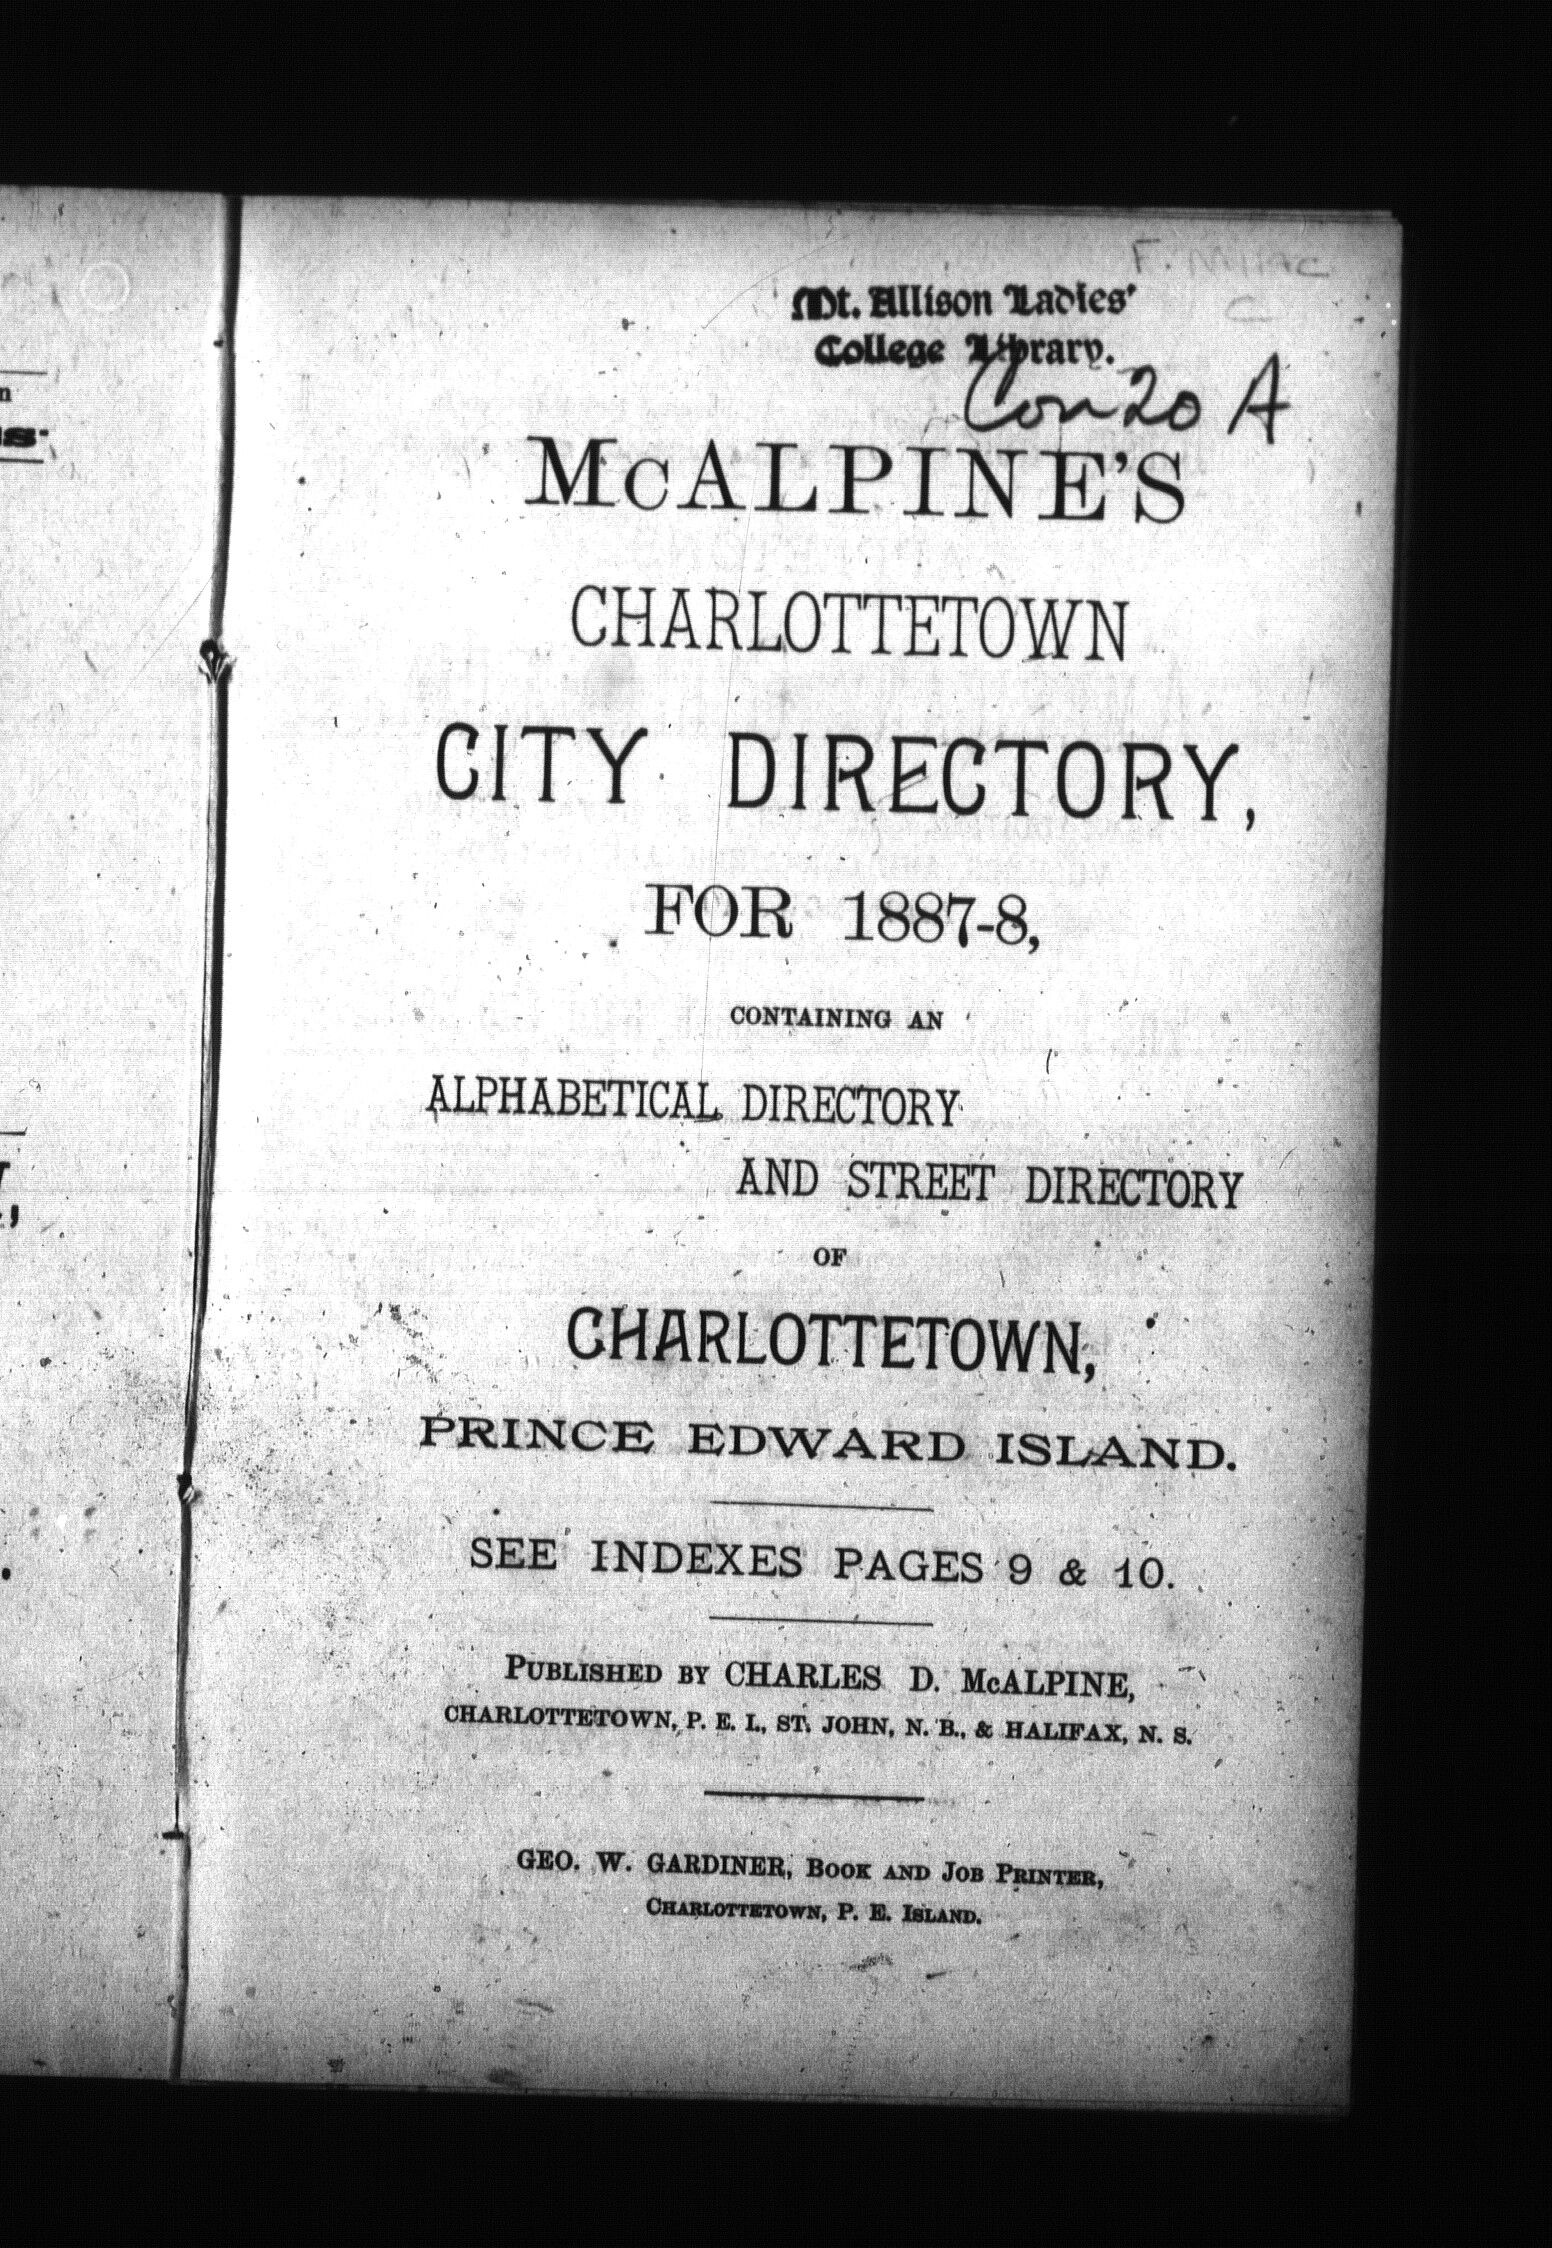 Mt. Allison Ladies'
College Library.
Con 20 A
McALPINE'S
CHARLOTTETOWN
CITY DIRECTORY,
FOR 1887-8,
CONTAINING AN
ALPHABETICAL DIRECTORY
AND STREET DIRECTORY
OF
CHARLOTTETOWN,
PRINCE EDWARD ISLAND.
SEE INDEXES PAGES 9 & 10.
PUBLISHED BY CHARLES D. McALPINE,
CHARLOTTETOWN, P. E. I., ST. JOHN, N. B., & HALIFAX, N. S.
GEO. W. GARDINER, BOOK AND JOB PRINTER,
CHARLOTTETOWN, P. E. ISLAND.